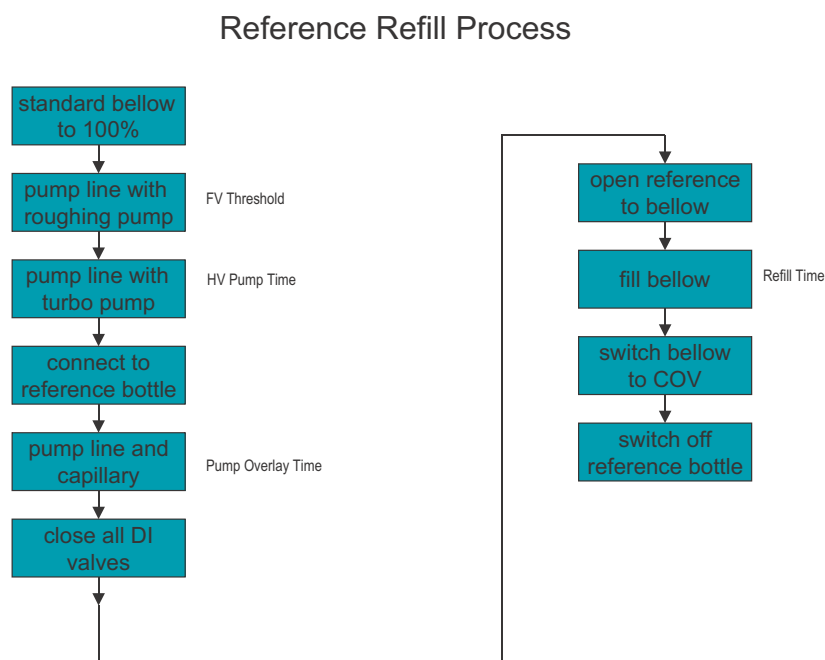 Reference Refill Process
standard bellow
to 100%
pump line with
roughing pump
FV Threshold
pump line with
turbo pump
HV Pump Time
connect to
reference bottle
pump line and
capillary
Pump Overlay Time
close all DI
valves
open reference
to bellow
fill bellow
Refill Time
switch bellow
to COV
switch off
reference bottle